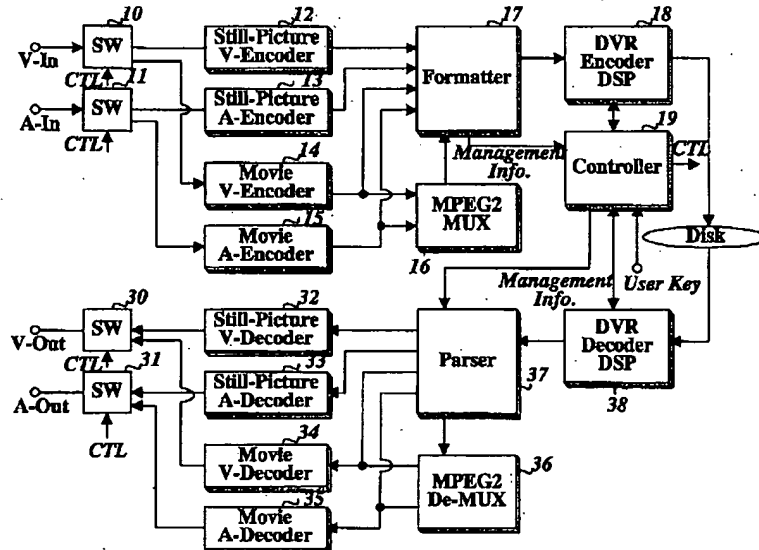 10
12
17
18
V-In
SW
Still-Picture
V-Encoder
Formatter
DVR
Encoder
DSP
CTL
11
13
A-In
SW
Still-Picture
A-Encoder
19
CTL
14
Management
Info.
Controller
CTL
Movie
V-Encoder
MPEG2
MUX
15
Movie
A-Encoder
16
Disk
Management
Info.
User Key
30
32
V-Out
SW
Still-Picture
V-Decoder
Parser
DVR
Decoder
DSP
CTL
31
33
37
A-Out
SW
Still-Picture
A-Decoder
38
CTL
34
Movie
V-Decoder
MPEG2
De-MUX
36
35
Movie
A-Decoder